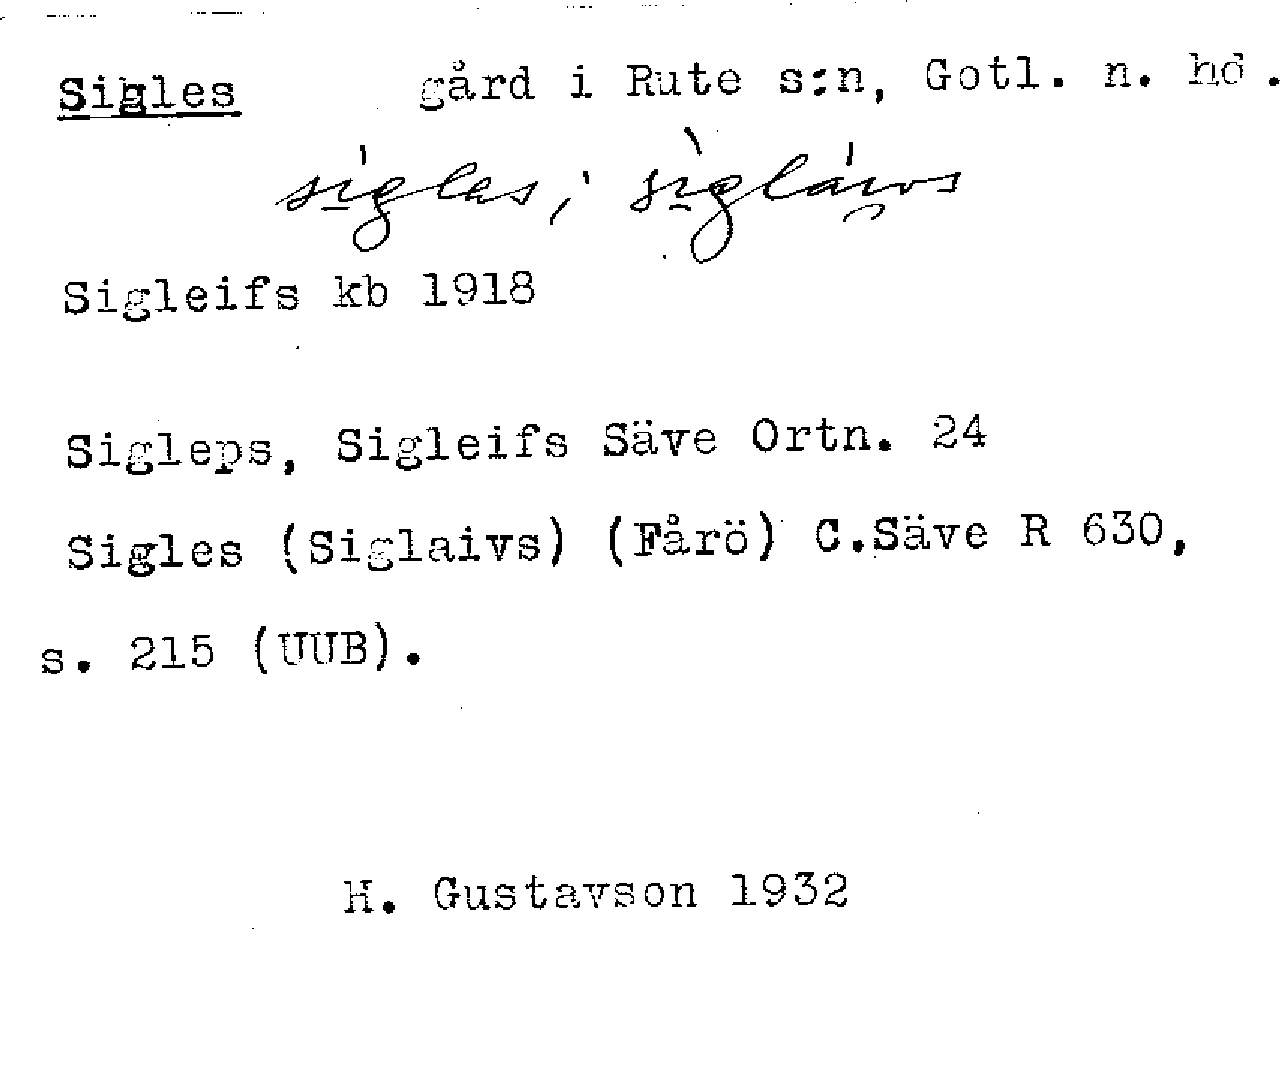 Sigles gård i Rute s:n, Gotl. n. hd.
sigles, i sigláivs
Sigleifs kb 1918
Sigleps, Sigleifs Säve Ortn. 24
Sigles (Siglaivs) (Fårö) C.Säve R 630,
s. 215 (UUB).
H. Gustavson 1932